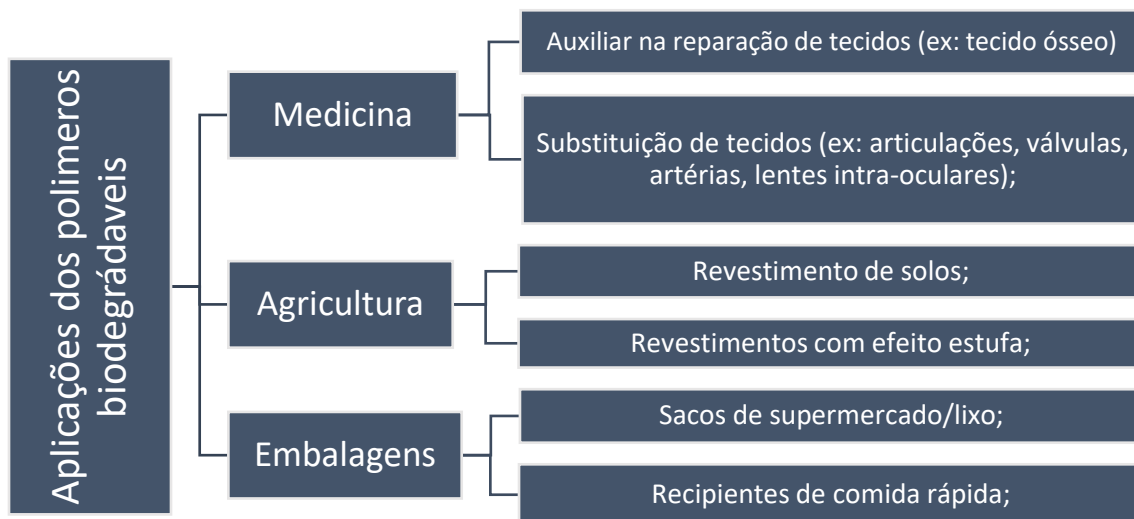 Aplicações dos polimeros
biodegrádaveis
Medicina
Auxiliar na reparação de tecidos (ex: tecido ósseo)
Substituição de tecidos (ex: articulações, válvulas,
artérias, lentes intra-oculares);
Agricultura
Revestimento de solos;
Revestimentos com efeito estufa;
Embalagens
Sacos de supermercado/lixo;
Recipientes de comida rápida;